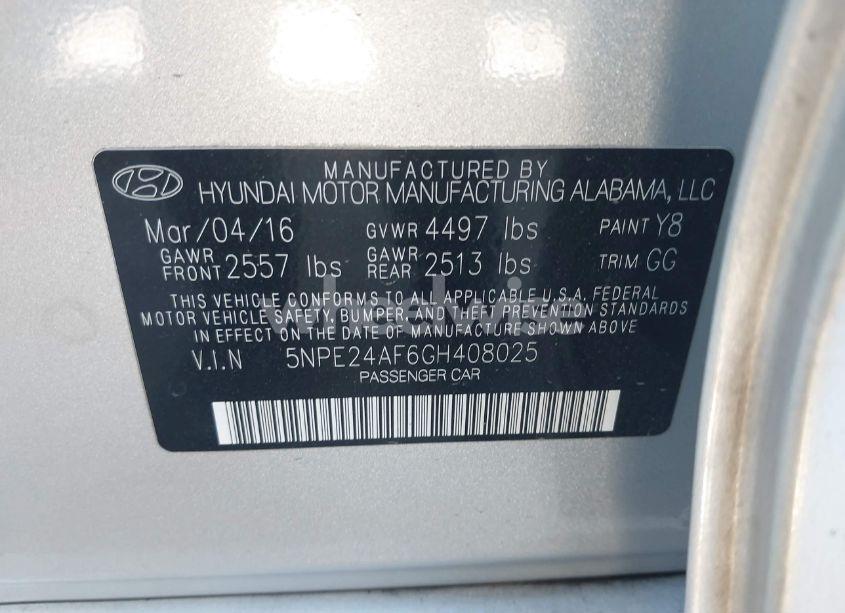 MANUFACTURED BY
HYUNDAI MOTOR MANUFACTURING ALABAMA, LLC
Mar/04/16 GVWR 4497 lbs PAINT Y8
GAWR FRONT 2557 lbs GAWR REAR 2513 lbs TRIM GG
THIS VEHICLE CONFORMS TO ALL APPLICABLE U.S.A. FEDERAL
MOTOR VEHICLE SAFETY, BUMPER, AND THEFT PREVENTION STANDARDS
IN EFFECT ON THE DATE OF MANUFACTURE SHOWN ABOVE
wheelwise
V.I.N 5NPE24AF6GH408025
PASSENGER CAR